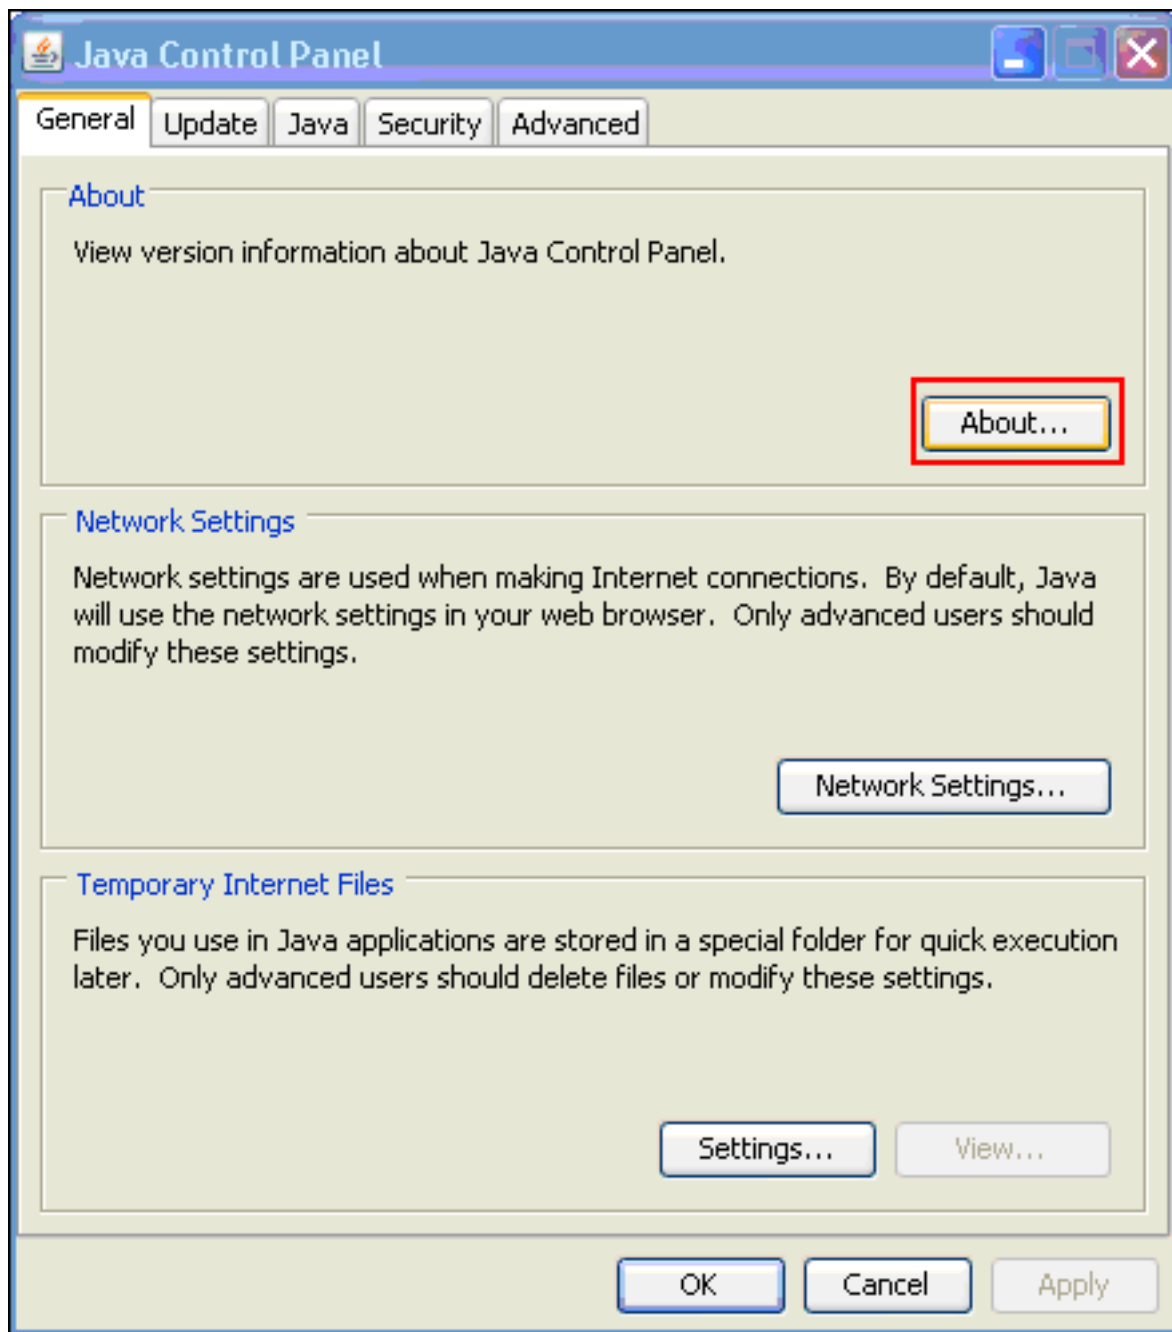 Java Control Panel
General Update Java Security Advanced
About
View version information about Java Control Panel.
About...
Network Settings
Network settings are used when making Internet connections.  By default, Java
will use the network settings in your web browser.  Only advanced users should
modify these settings.
Network Settings...
Temporary Internet Files
Files you use in Java applications are stored in a special folder for quick execution
later.  Only advanced users should delete files or modify these settings.
Settings... View...
OK Cancel Apply